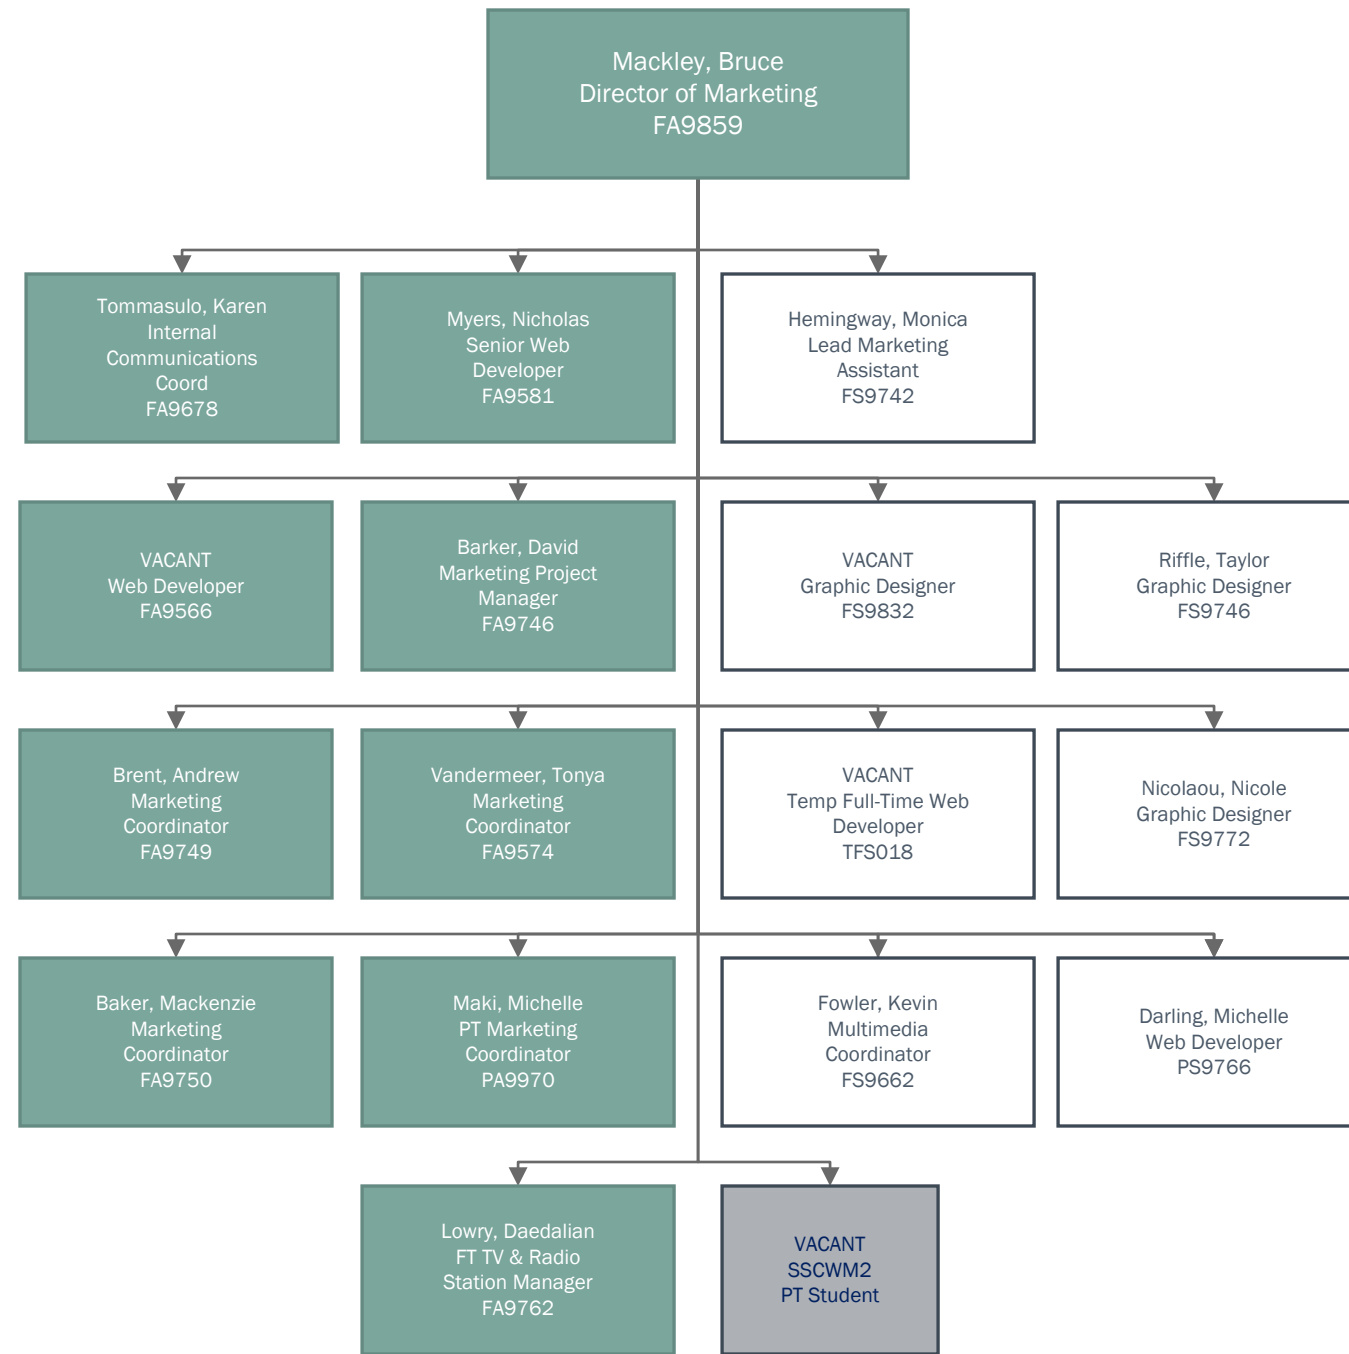 Mackley, Bruce
Director of Marketing
FA9859
Tommasulo, Karen
Internal
Communications
Coord
FA9678
Myers, Nicholas
Senior Web
Developer
FA9581
Hemingway, Monica
Lead Marketing
Assistant
FS9742
VACANT
Web Developer
FA9566
Barker, David
Marketing Project
Manager
FA9746
VACANT
Graphic Designer
FS9832
Riffle, Taylor
Graphic Designer
FS9746
Brent, Andrew
Marketing
Coordinator
FA9749
Vandermeer, Tonya
Marketing
Coordinator
FA9574
VACANT
Temp Full-Time Web
Developer
TFS018
Nicolaou, Nicole
Graphic Designer
FS9772
Baker, Mackenzie
Marketing
Coordinator
FA9750
Maki, Michelle
PT Marketing
Coordinator
PA9970
Fowler, Kevin
Multimedia
Coordinator
FS9662
Darling, Michelle
Web Developer
PS9766
Lowry, Daedalian
FT TV & Radio
Station Manager
FA9762
VACANT
SSCWM2
PT Student